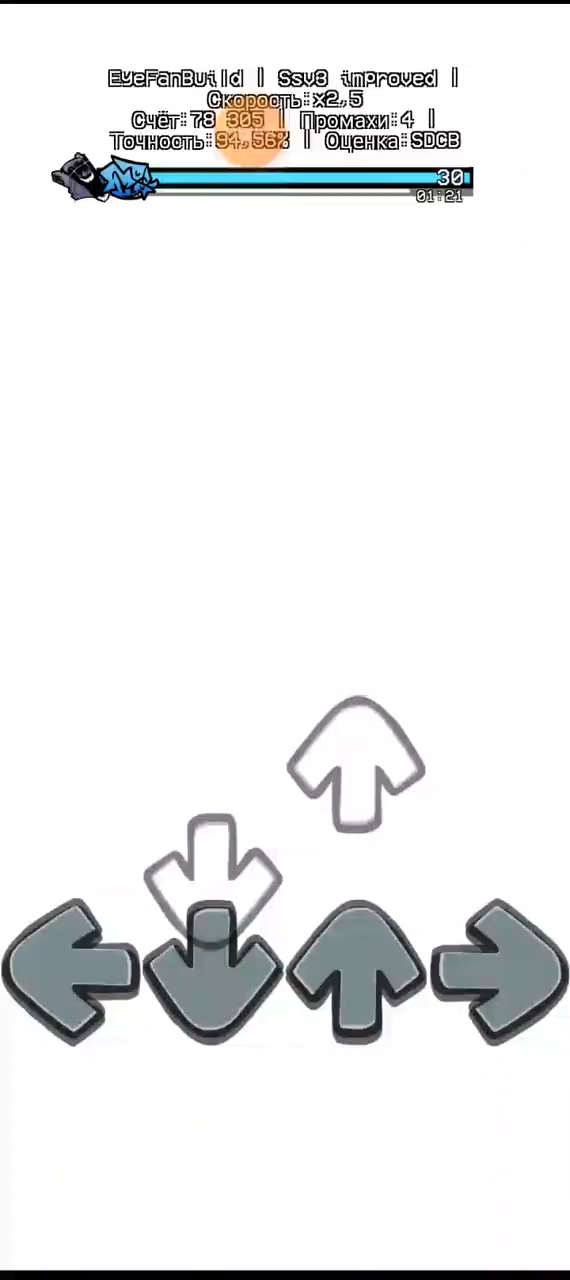 EyeFanBuild | Ssv8 improved |
Скорость:x2,5
Счёт:78 305 | Промахи:4 |
Точность:94,56% | Оценка:SDCB
30
01:21